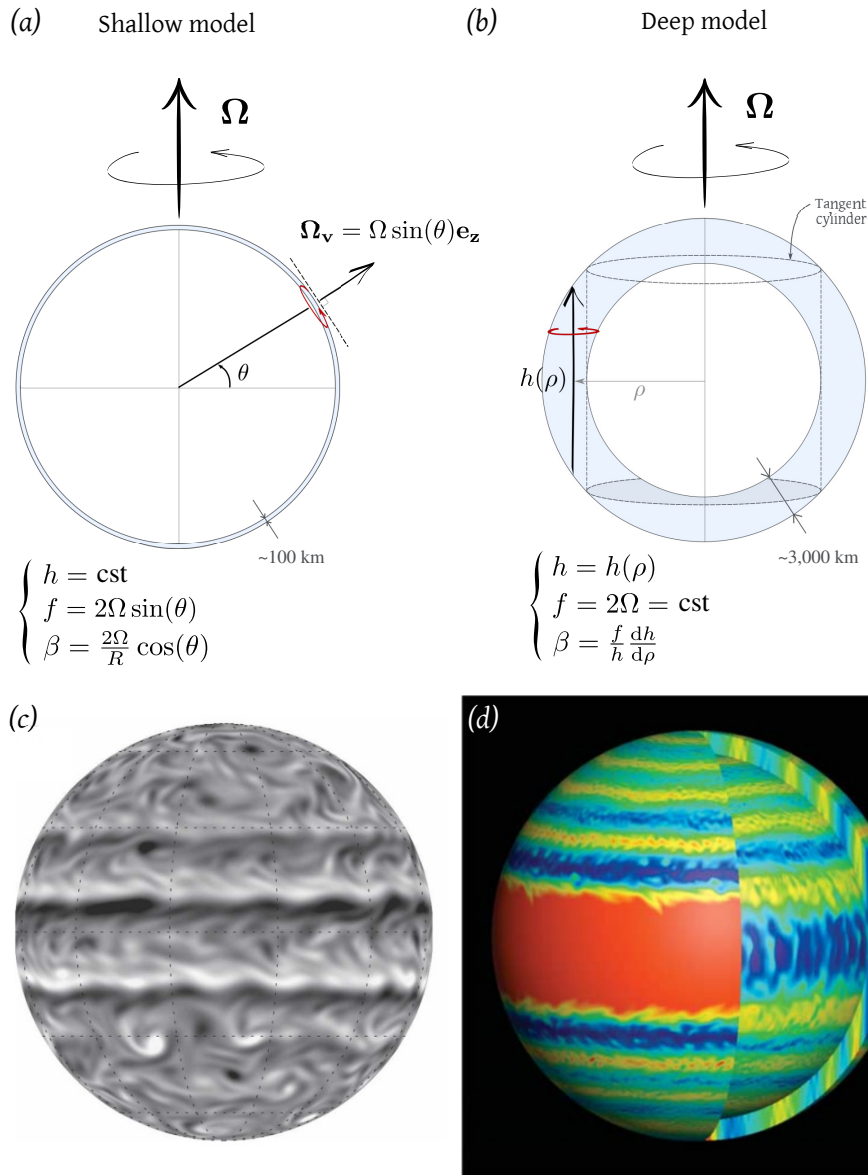 (a)
Shallow model
Ω
Ω_v = Ω sin(θ)e_z
θ
~100 km
h = cst
f = 2Ω sin(θ)
β = 2Ω/R cos(θ)
(b)
Deep model
Ω
Tangent
cylinder
h(ρ)
ρ
~3,000 km
h = h(ρ)
f = 2Ω = cst
β = f/h dh/dρ
(c)
(d)